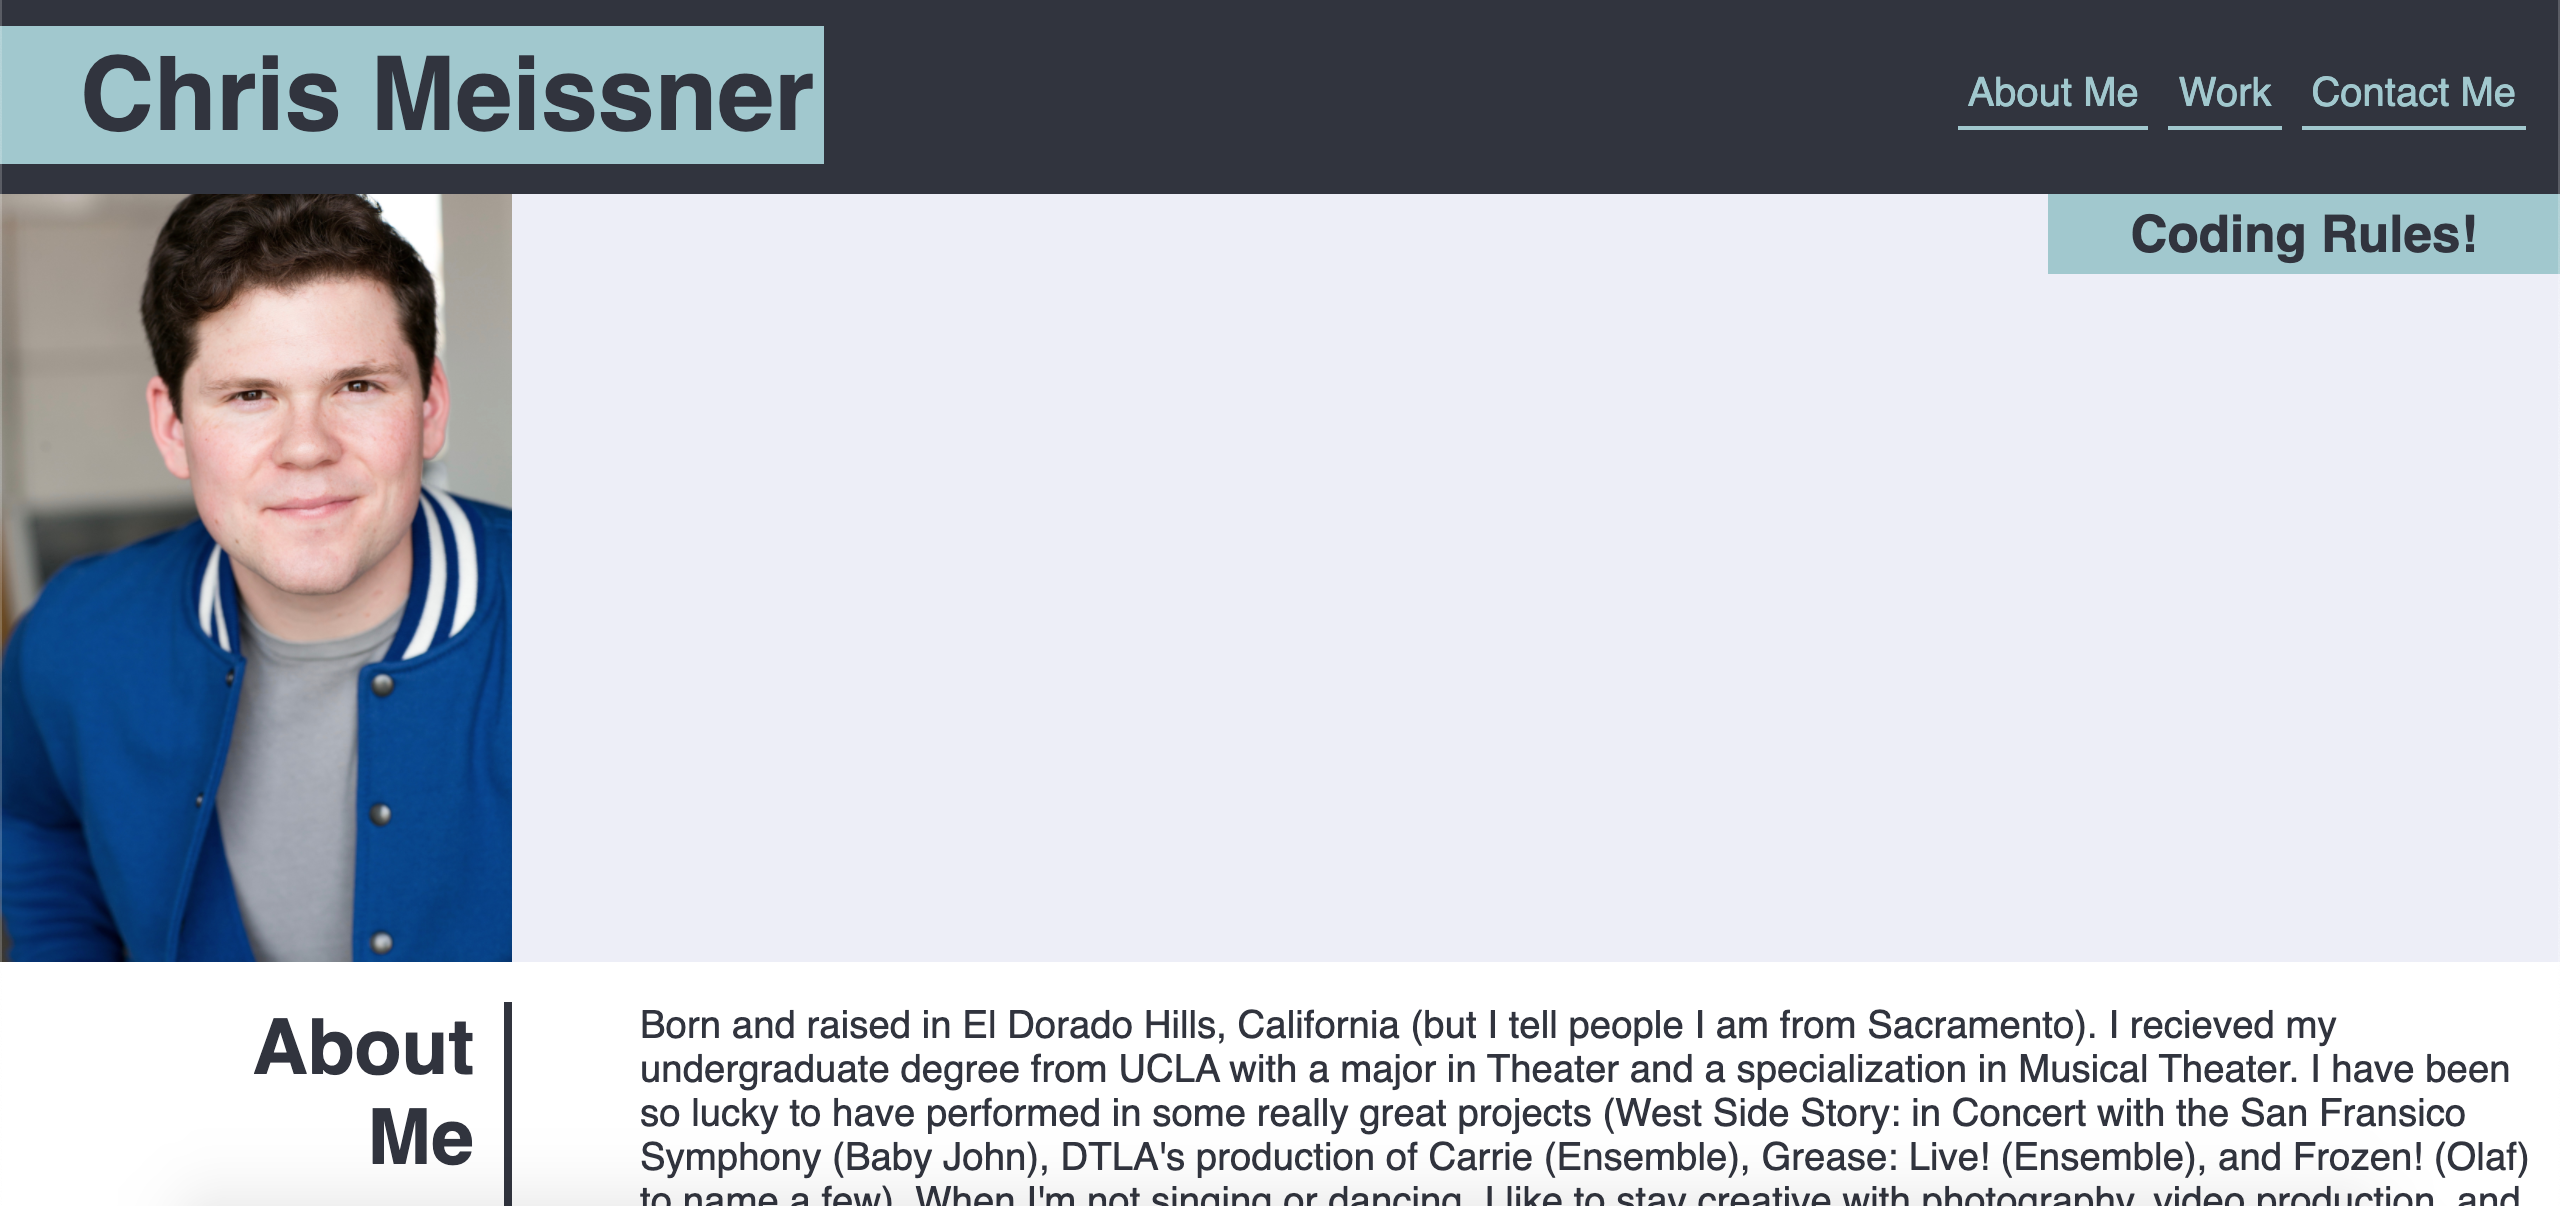 Chris Meissner
About Me Work Contact Me
Coding Rules!
About
Me
Born and raised in El Dorado Hills, California (but I tell people I am from Sacramento). I recieved my
undergraduate degree from UCLA with a major in Theater and a specialization in Musical Theater. I have been
so lucky to have performed in some really great projects (West Side Story: in Concert with the San Fransico
Symphony (Baby John), DTLA's production of Carrie (Ensemble), Grease: Live! (Ensemble), and Frozen! (Olaf)
to name a few). When I'm not singing or dancing, I like to stay creative with photography, video production, and